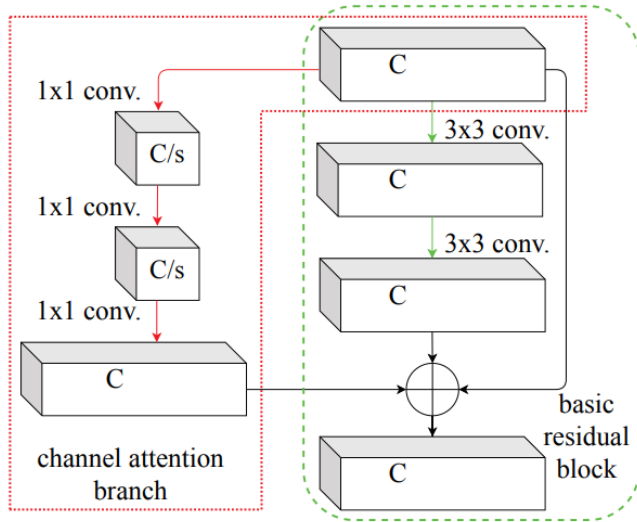 C
1x1 conv.
C/s
3x3 conv.
C
1x1 conv.
C/s
3x3 conv.
C
1x1 conv.
C
basic
residual
block
channel attention
branch
C